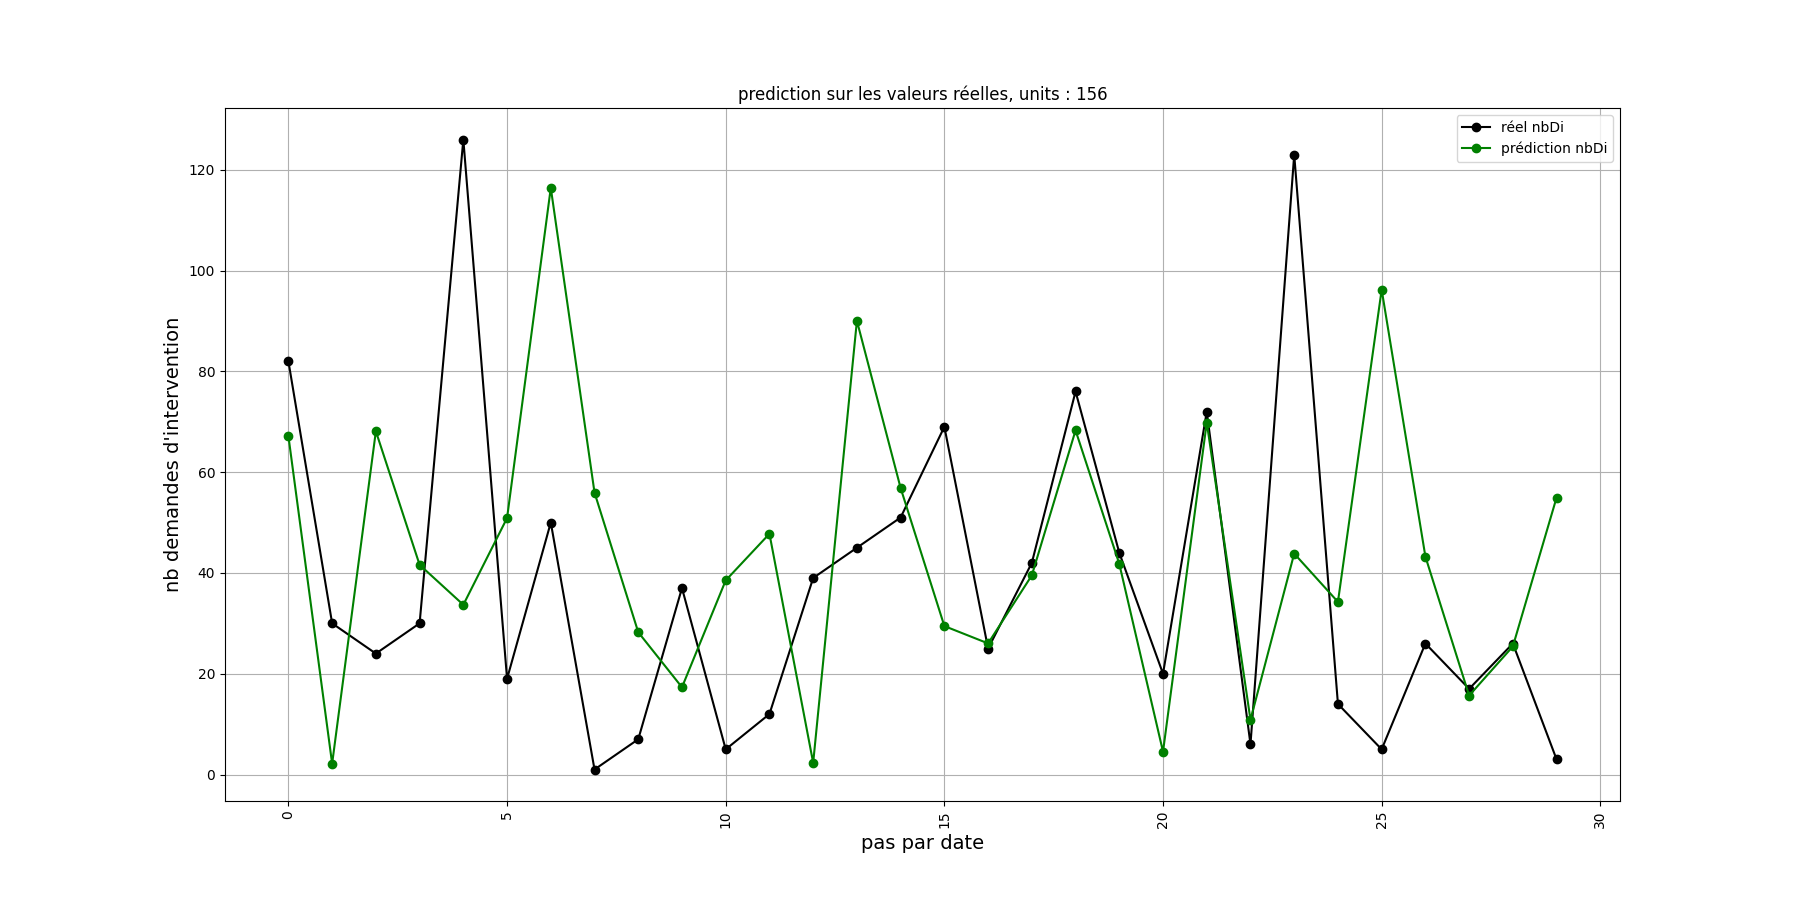 prediction sur les valeurs réelles, units : 156
réel nbDi
prédiction nbDi
nb demandes d'intervention
120
100
80
60
40
20
0
0
5
10
15
20
25
30
pas par date